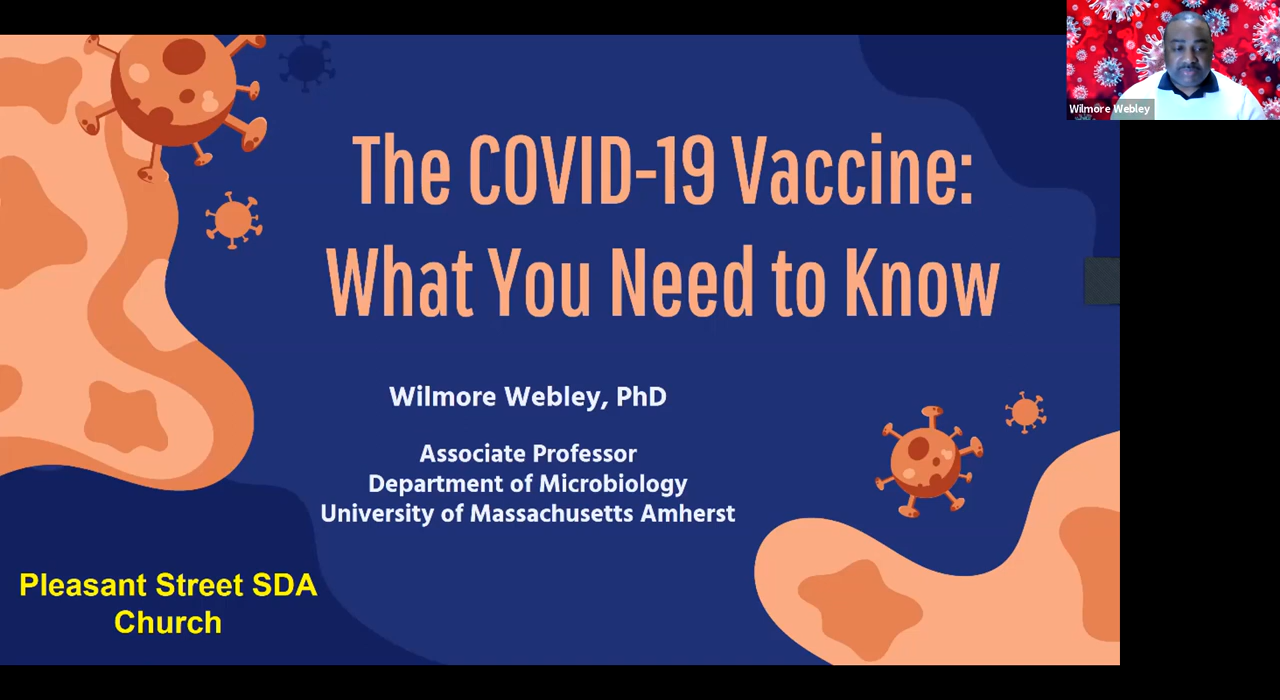 Wilmore Webley
The COVID-19 Vaccine:
What You Need to Know
Wilmore Webley, PhD
Associate Professor
Department of Microbiology
University of Massachusetts Amherst
Pleasant Street SDA
Church